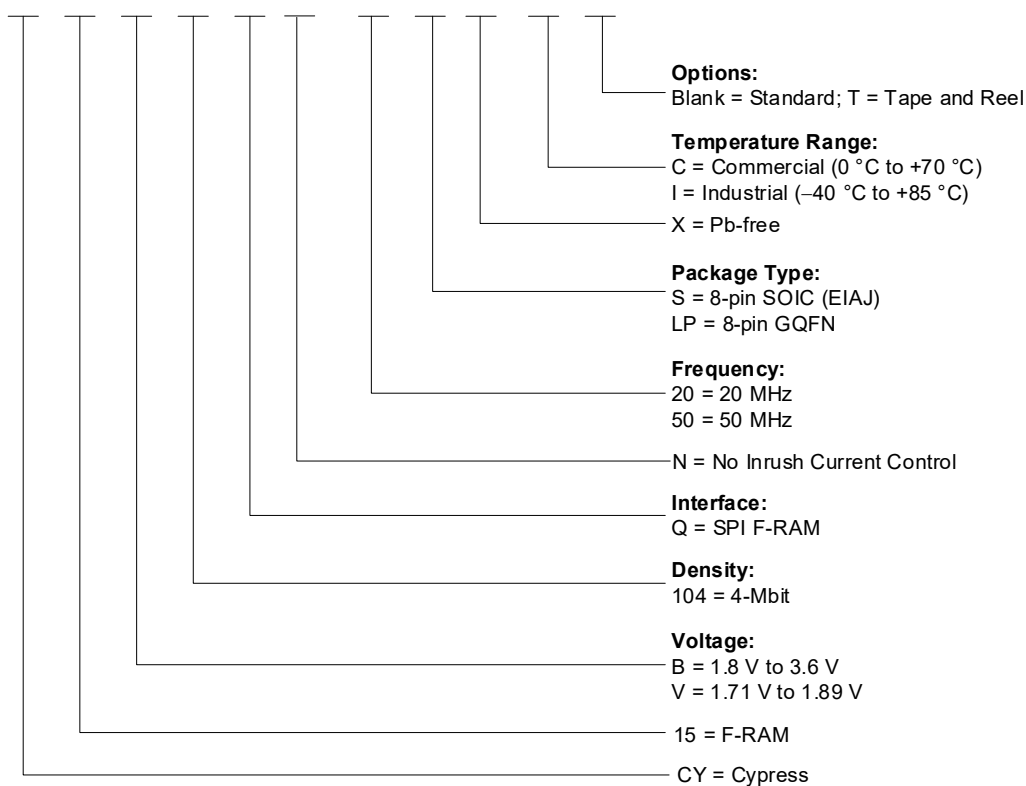 Options:
Blank = Standard; T = Tape and Reel
Temperature Range:
C = Commercial (0 °C to +70 °C)
I = Industrial (–40 °C to +85 °C)
X = Pb-free
Package Type:
S = 8-pin SOIC (EIAJ)
LP = 8-pin GQFN
Frequency:
20 = 20 MHz
50 = 50 MHz
N = No Inrush Current Control
Interface:
Q = SPI F-RAM
Density:
104 = 4-Mbit
Voltage:
B = 1.8 V to 3.6 V
V = 1.71 V to 1.89 V
15 = F-RAM
CY = Cypress